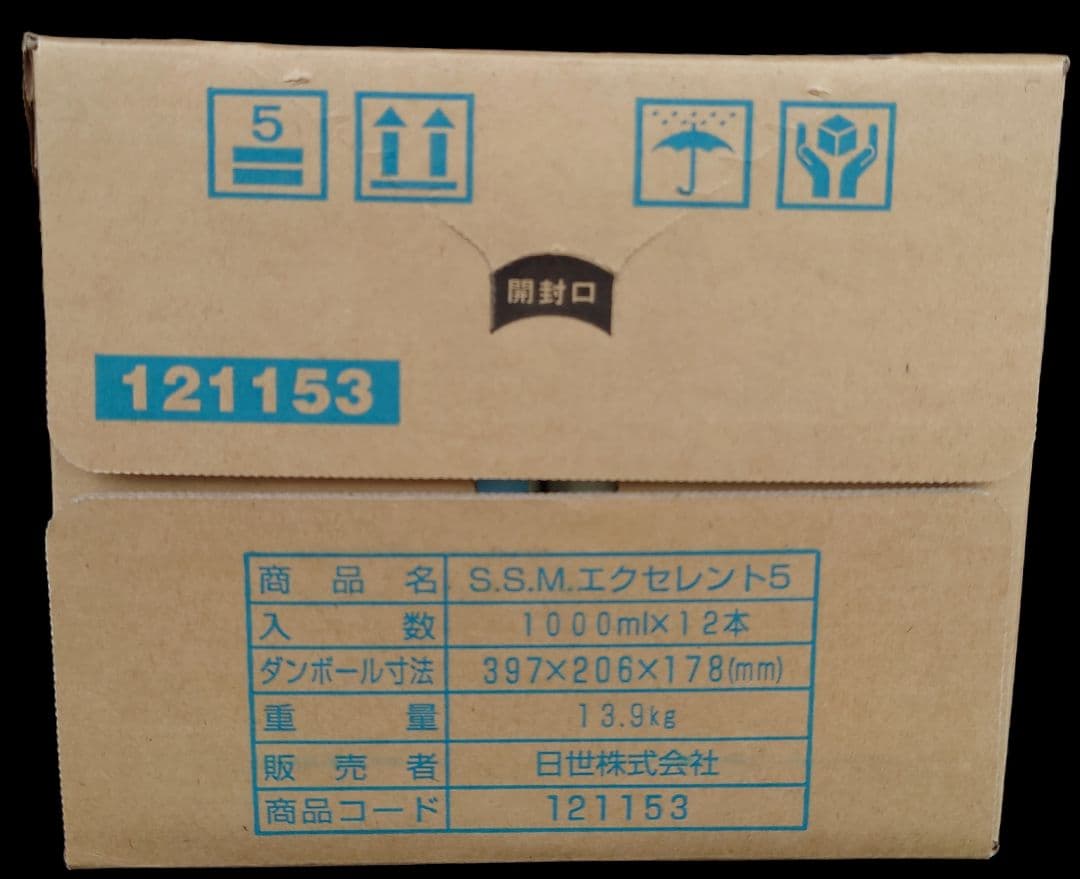 5
開封口
121153
商品名 S.S.M.エクセレント5
入数 1000ml×12本
ダンボール寸法 397×206×178(mm)
重量 13.9kg
販売者 日世株式会社
商品コード 121153